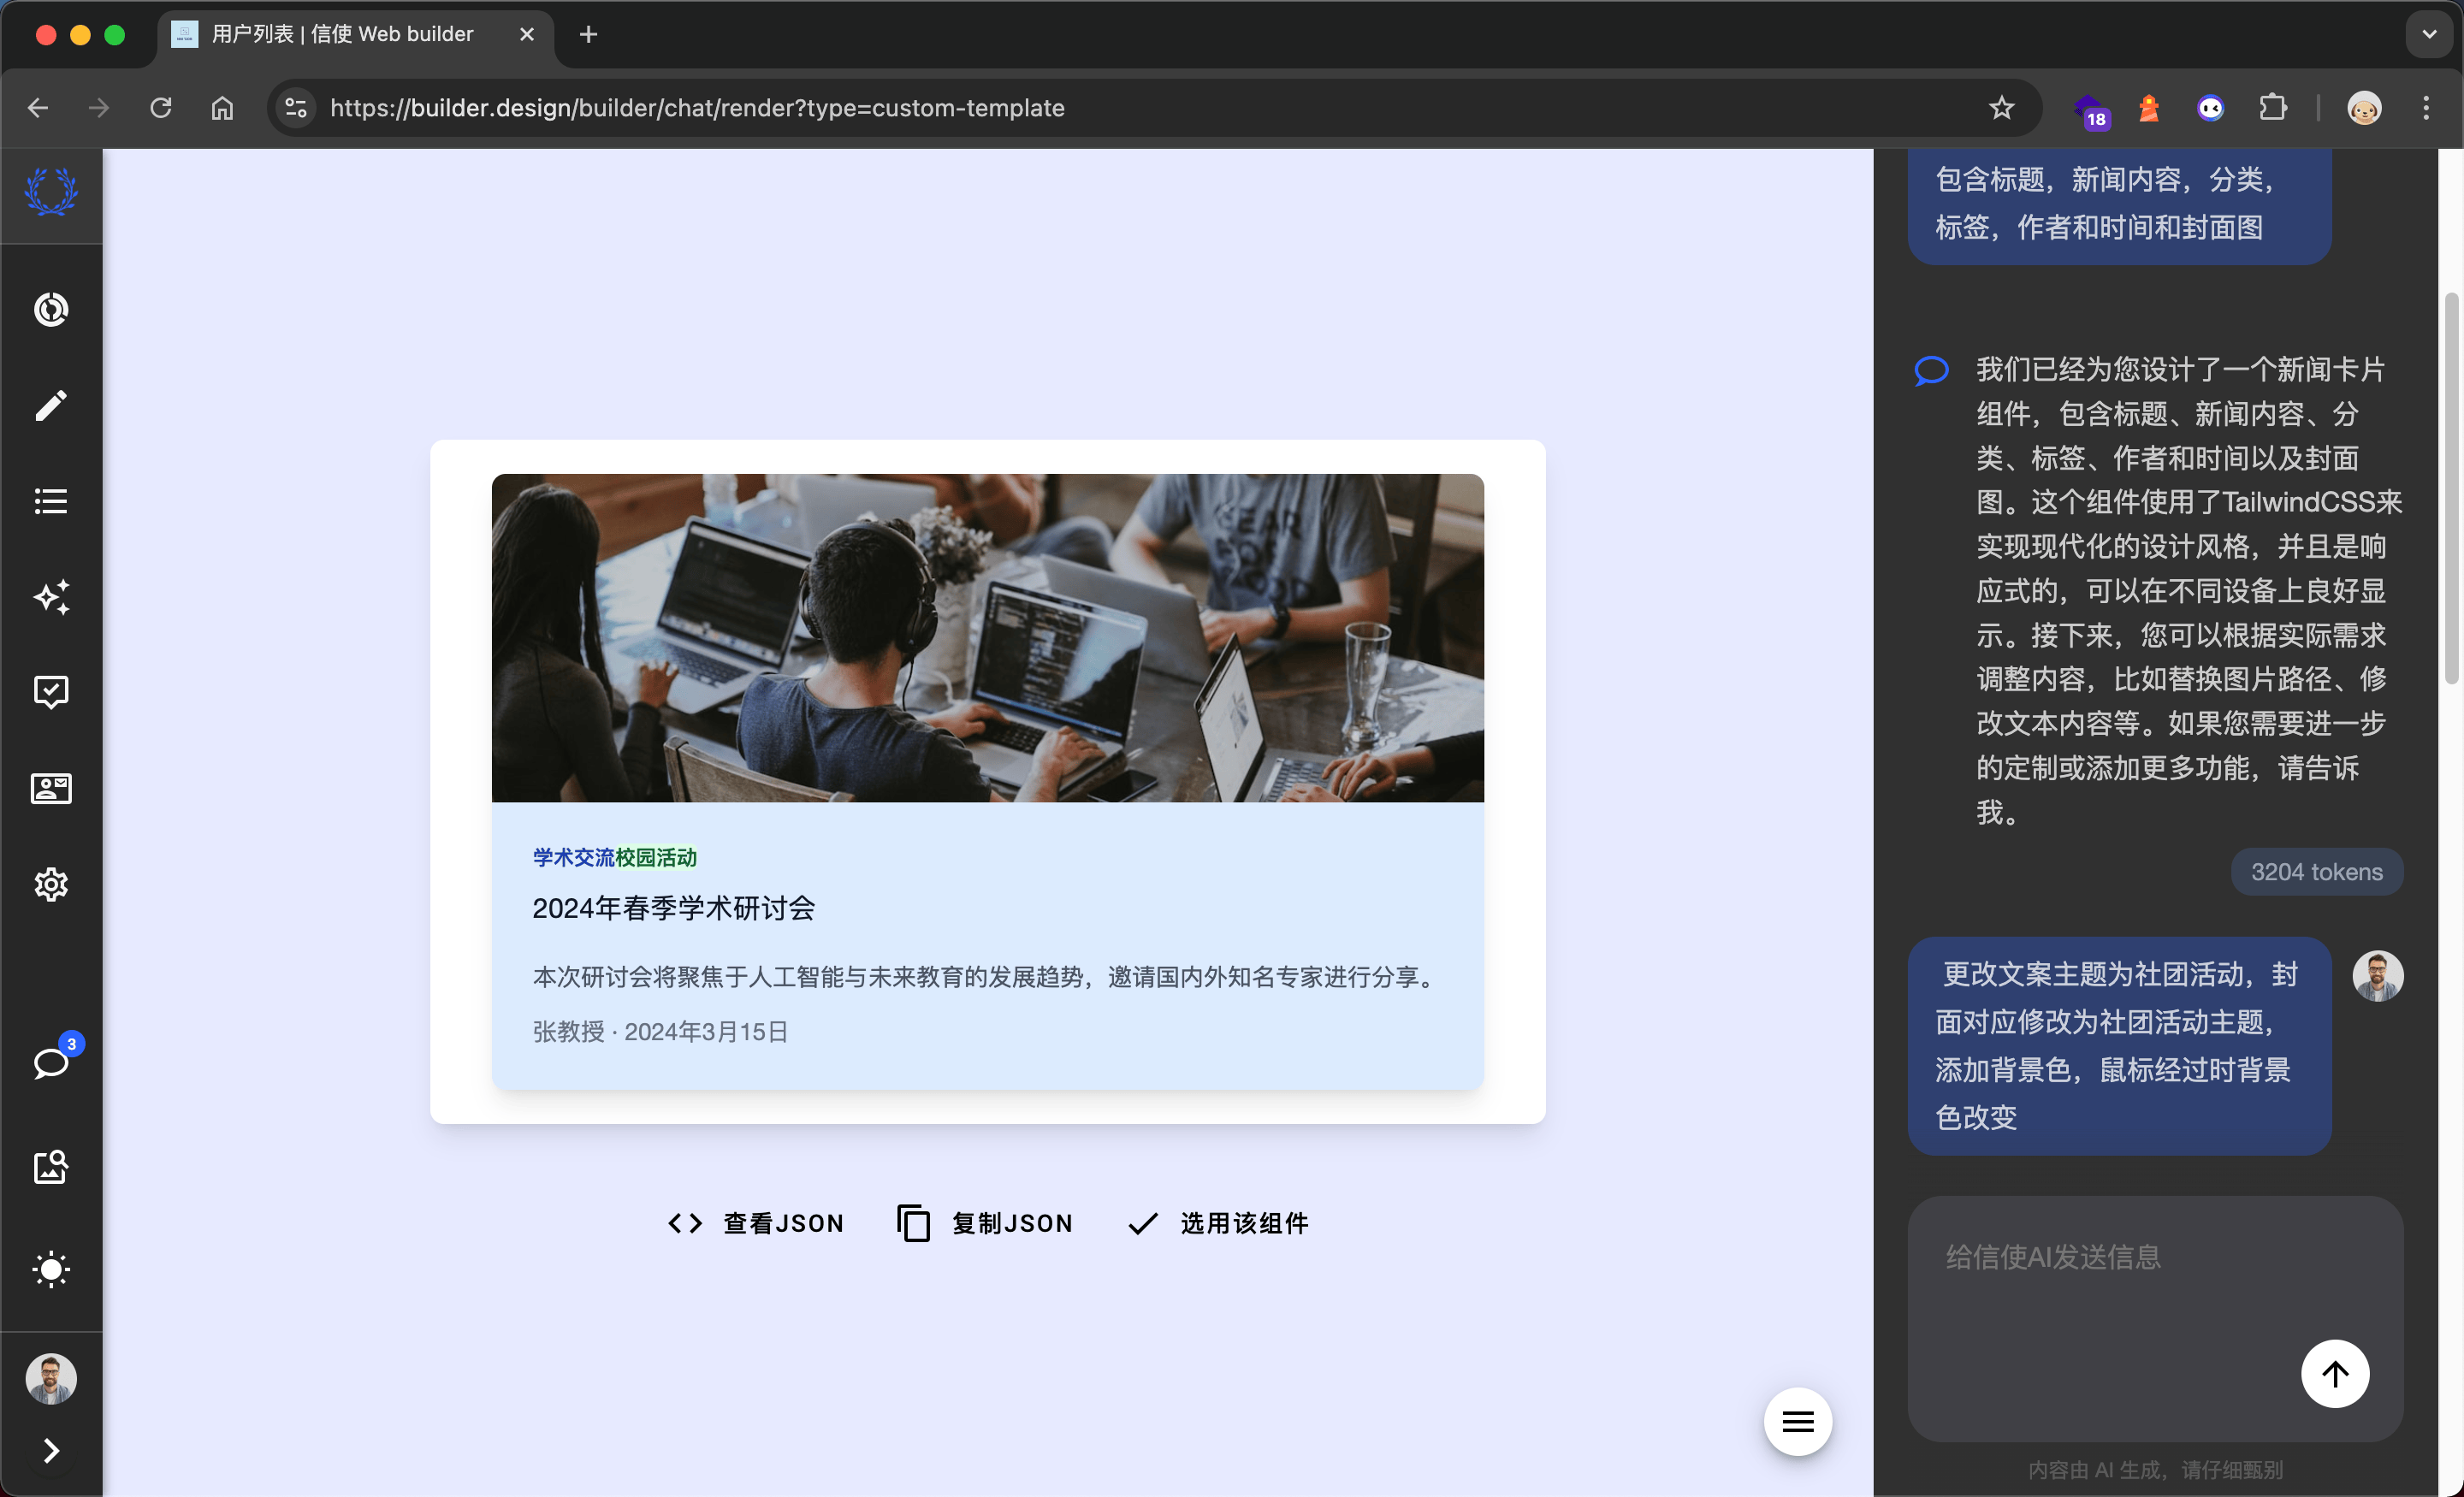 用户列表 | 信使 Web builder
https://builder.design/builder/chat/render?type=custom-template
18
包含标题，新闻内容，分类，
标签，作者和时间和封面图
我们已经为您设计了一个新闻卡片
组件，包含标题、新闻内容、分
类、标签、作者和时间以及封面
图。这个组件使用了TailwindCSS来
实现现代化的设计风格，并且是响
应式的，可以在不同设备上良好显
示。接下来，您可以根据实际需求
调整内容，比如替换图片路径、修
改文本内容等。如果您需要进一步
的定制或添加更多功能，请告诉
我。
3204 tokens
更改文案主题为社团活动，封
面对应修改为社团活动主题，
添加背景色，鼠标经过时背景
色改变
给信使AI发送信息
内容由 AI 生成，请仔细甄别
学术交流校园活动
2024年春季学术研讨会
本次研讨会将聚焦于人工智能与未来教育的发展趋势，邀请国内外知名专家进行分享。
张教授 · 2024年3月15日
查看JSON
复制JSON
选用该组件
3